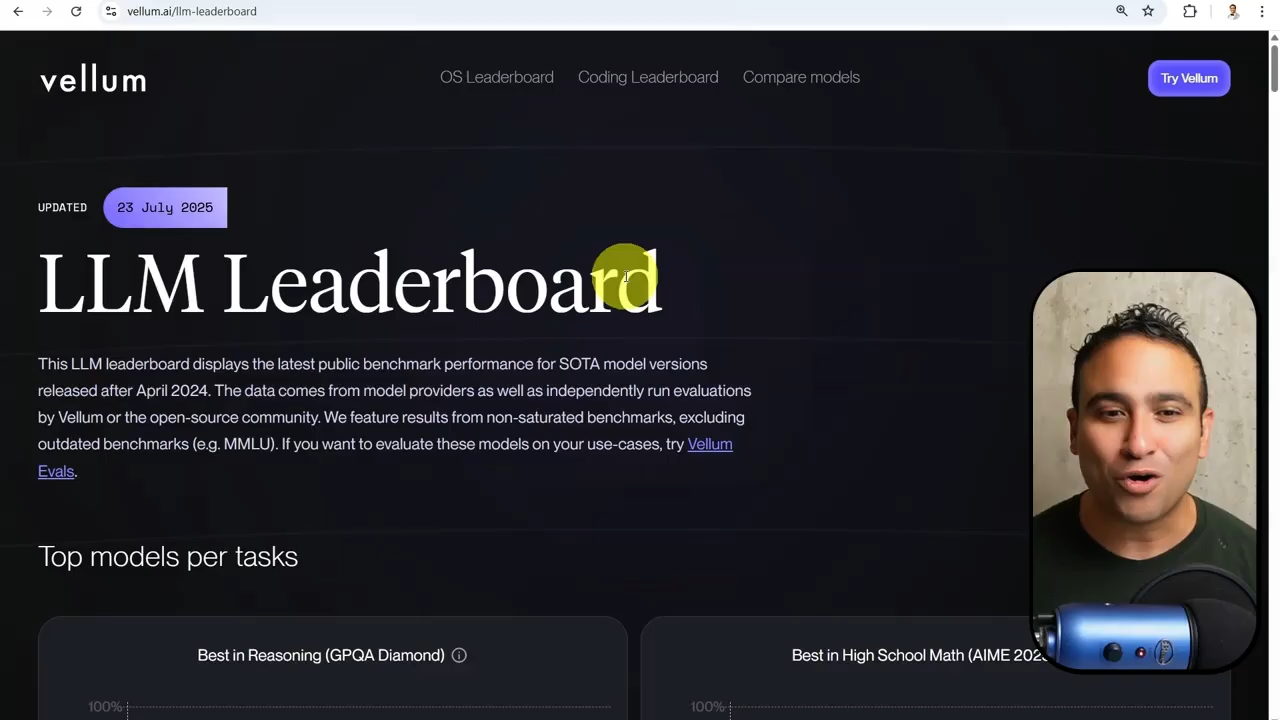 vellum.ai/llm-leaderboard
vellum
OS Leaderboard
Coding Leaderboard
Compare models
Try Vellum
UPDATED
23 July 2025
LLM Leaderboard
This LLM leaderboard displays the latest public benchmark performance for SOTA model versions
released after April 2024. The data comes from model providers as well as independently run evaluations
by Vellum or the open-source community. We feature results from non-saturated benchmarks, excluding
outdated benchmarks (e.g. MMLU). If you want to evaluate these models on your use-cases, try Vellum
Evals.
Top models per tasks
Best in Reasoning (GPQA Diamond)
Best in High School Math (AIME 202
100%
100%